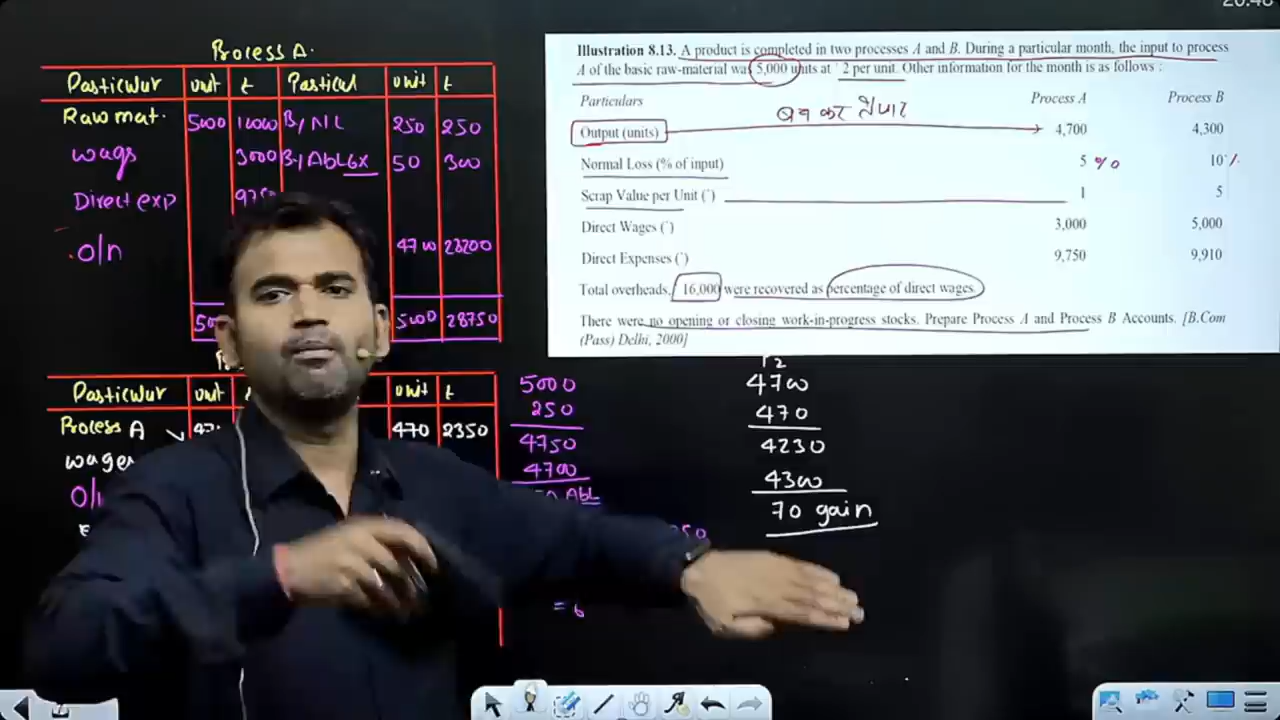 Process A.
Particular unit ₹ Particul unit ₹
Raw mat. 5000 10000 By N/L 250 250
wags 3000 By AbL 6x 50 300
Direct exp 9750
O/n 4700 28200
5000 28750
Particular unit unit ₹
Process A 470 2350
wages
O/n
5000
250
4750
4700
AbL
= 6
4700
470
4230
4300
70 gain
Illustration 8.13. A product is completed in two processes A and B. During a particular month, the input to process
A of the basic raw-material was 5,000 units at ` 2 per unit. Other information for the month is as follows :
Particulars Process A Process B
Output (units) 4,700 4,300
Normal Loss (% of input) 5 % 10 %
Scrap Value per Unit (`) 1 5
Direct Wages (`) 3,000 5,000
Direct Expenses (`) 9,750 9,910
Total overheads, 16,000 were recovered as percentage of direct wages.
There were no opening or closing work-in-progress stocks. Prepare Process A and Process B Accounts. [B.Com
(Pass) Delhi, 2000]